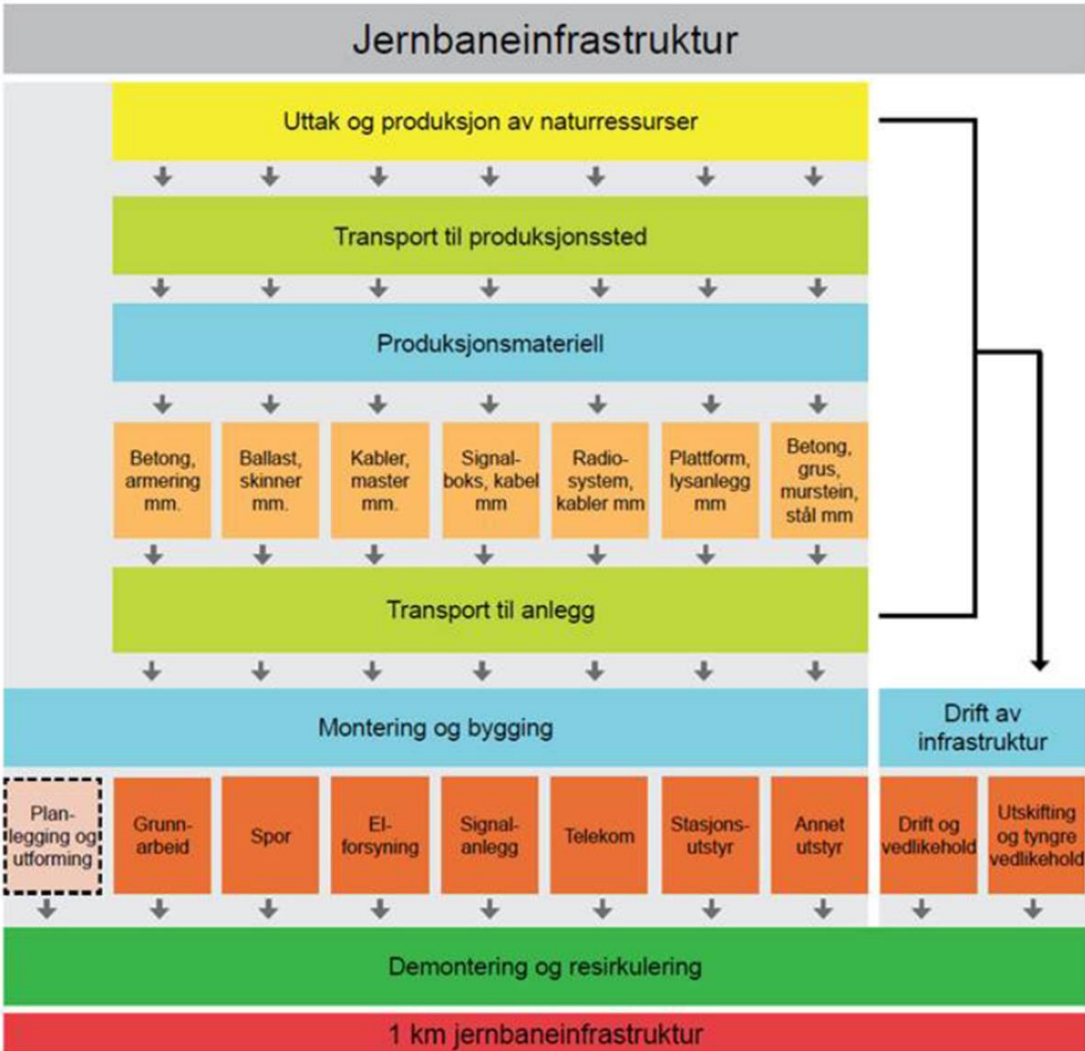 Jernbaneinfrastruktur
Uttak og produksjon av naturressurser
Transport til produksjonssted
Produksjonsmateriell
Betong,
armering
mm.
Ballast,
skinner
mm.
Kabler,
master
mm.
Signal-
boks, kabel
mm
Radio-
system,
kabler mm
Plattform,
lysanlegg
mm
Betong,
grus,
murstein,
stål mm
Transport til anlegg
Montering og bygging
Drift av
infrastruktur
Plan-
legging og
utforming
Grunn-
arbeid
Spor
El-
forsyning
Signal-
anlegg
Telekom
Stasjons-
utstyr
Annet
utstyr
Drift og
vedlikehold
Utskifting
og tyngre
vedlikehold
Demontering og resirkulering
1 km jernbaneinfrastruktur